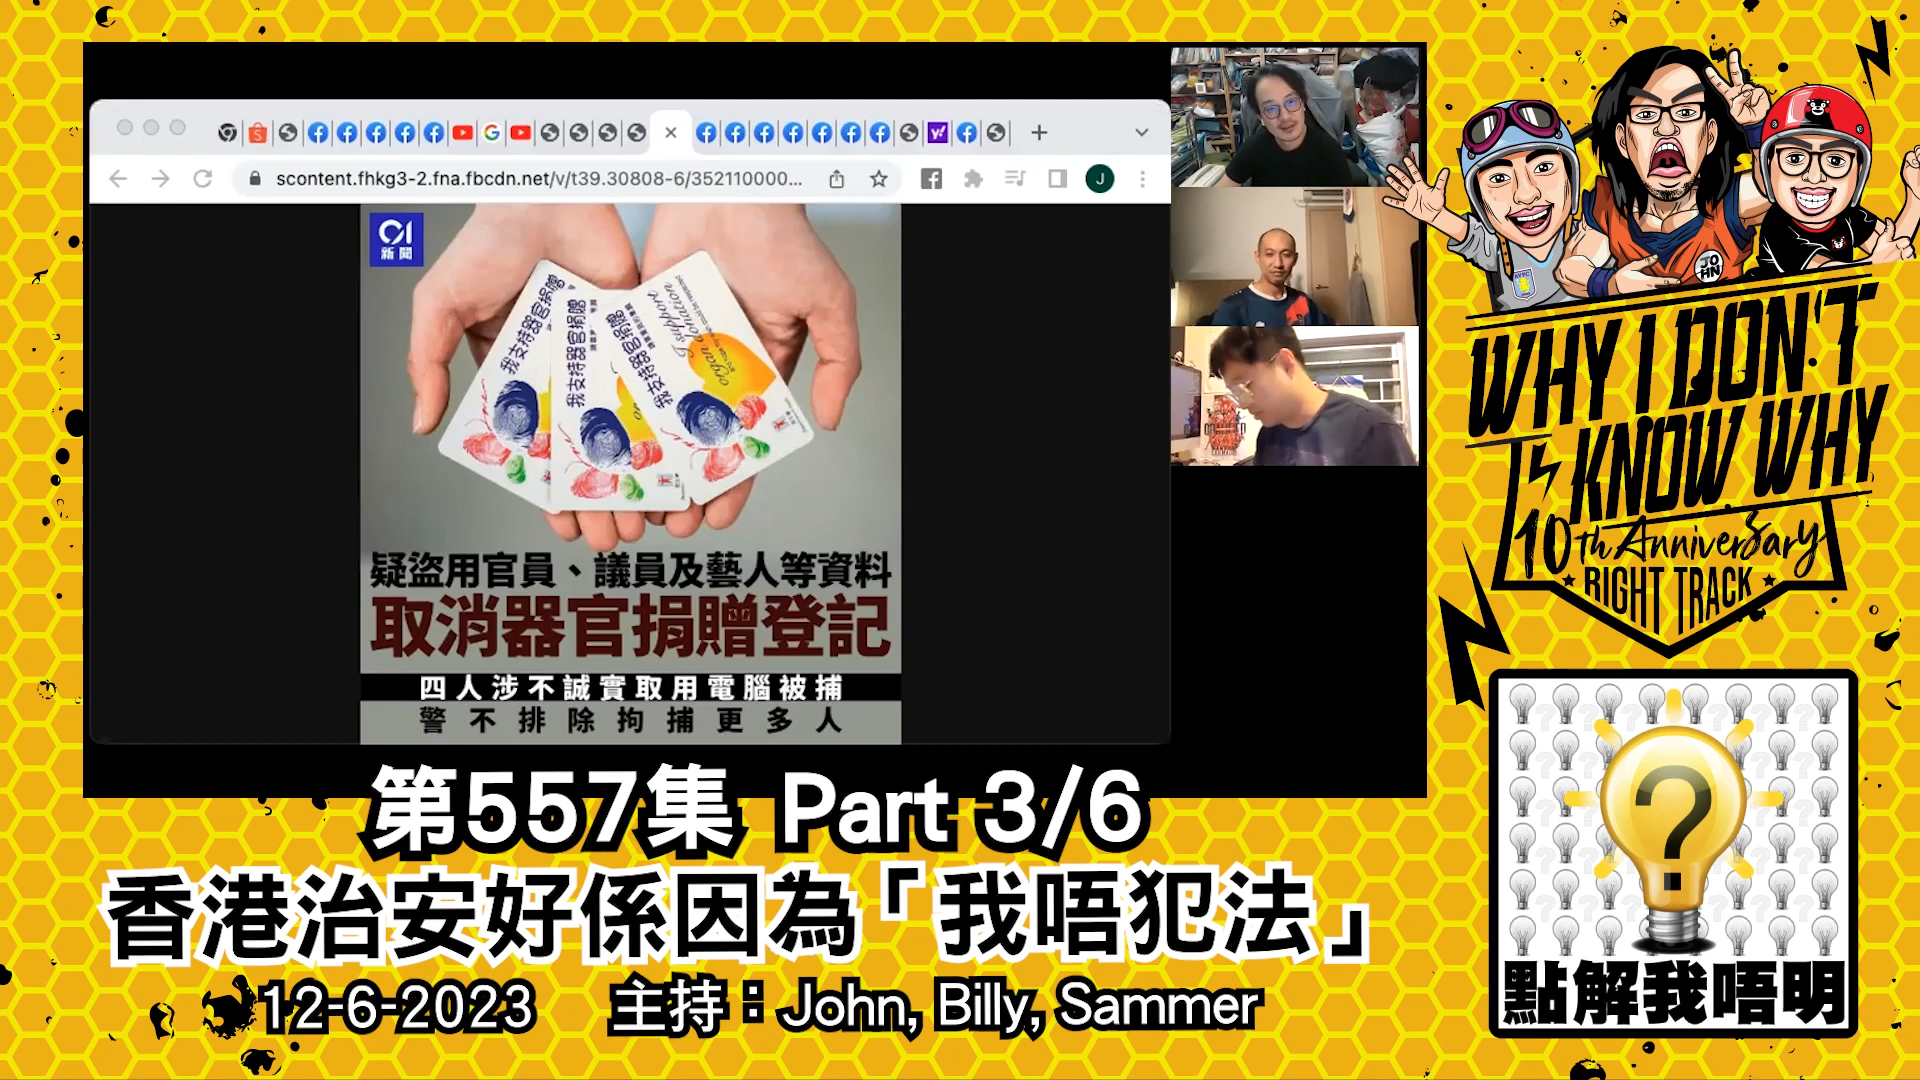 scontent.fhkg3-2.fna.fbcdn.net/v/t39.30808-6/352110000...
J
01
新聞
我支持器官捐贈
我支持器官捐贈
我支持器官捐贈
I support
organ donation
疑盜用官員、議員及藝人等資料
取消器官捐贈登記
四人涉不誠實取用電腦被捕
警不排除拘捕更多人
第557集 Part 3/6
香港治安好係因為「我唔犯法」
12-6-2023 主持：John, Billy, Sammer
AVFC
JOHN
WHY I DON'T
KNOW WHY
10th Anniversary
RIGHT TRACK
?
點解我唔明